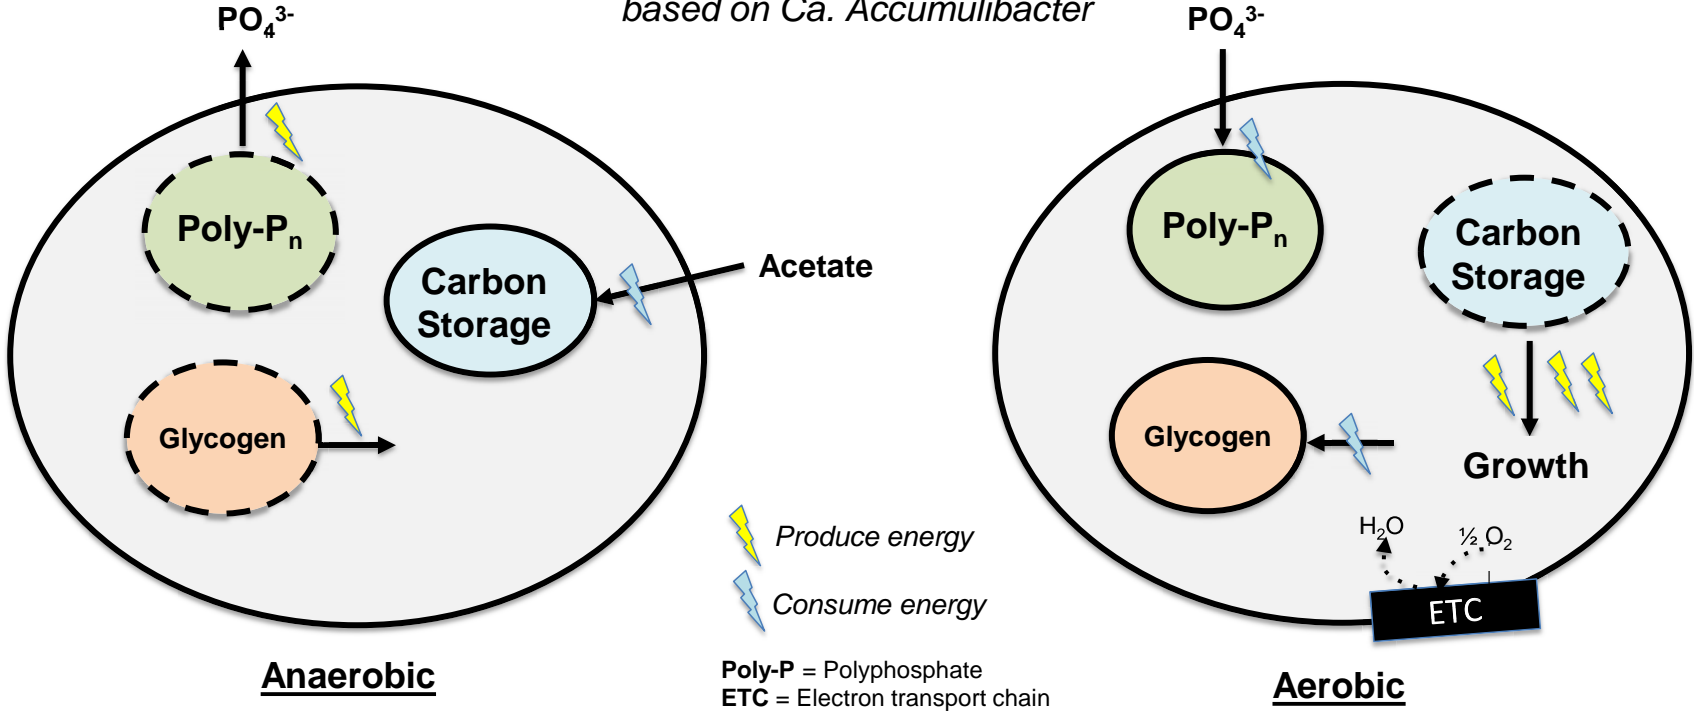 based on Ca. Accumulibacter
PO₄³⁻
Poly-Pₙ
Carbon
Storage
Acetate
Glycogen
Anaerobic
Produce energy
Consume energy
Poly-P = Polyphosphate
ETC = Electron transport chain
PO₄³⁻
Poly-Pₙ
Carbon
Storage
Glycogen
Growth
H₂O
½ O₂
ETC
Aerobic